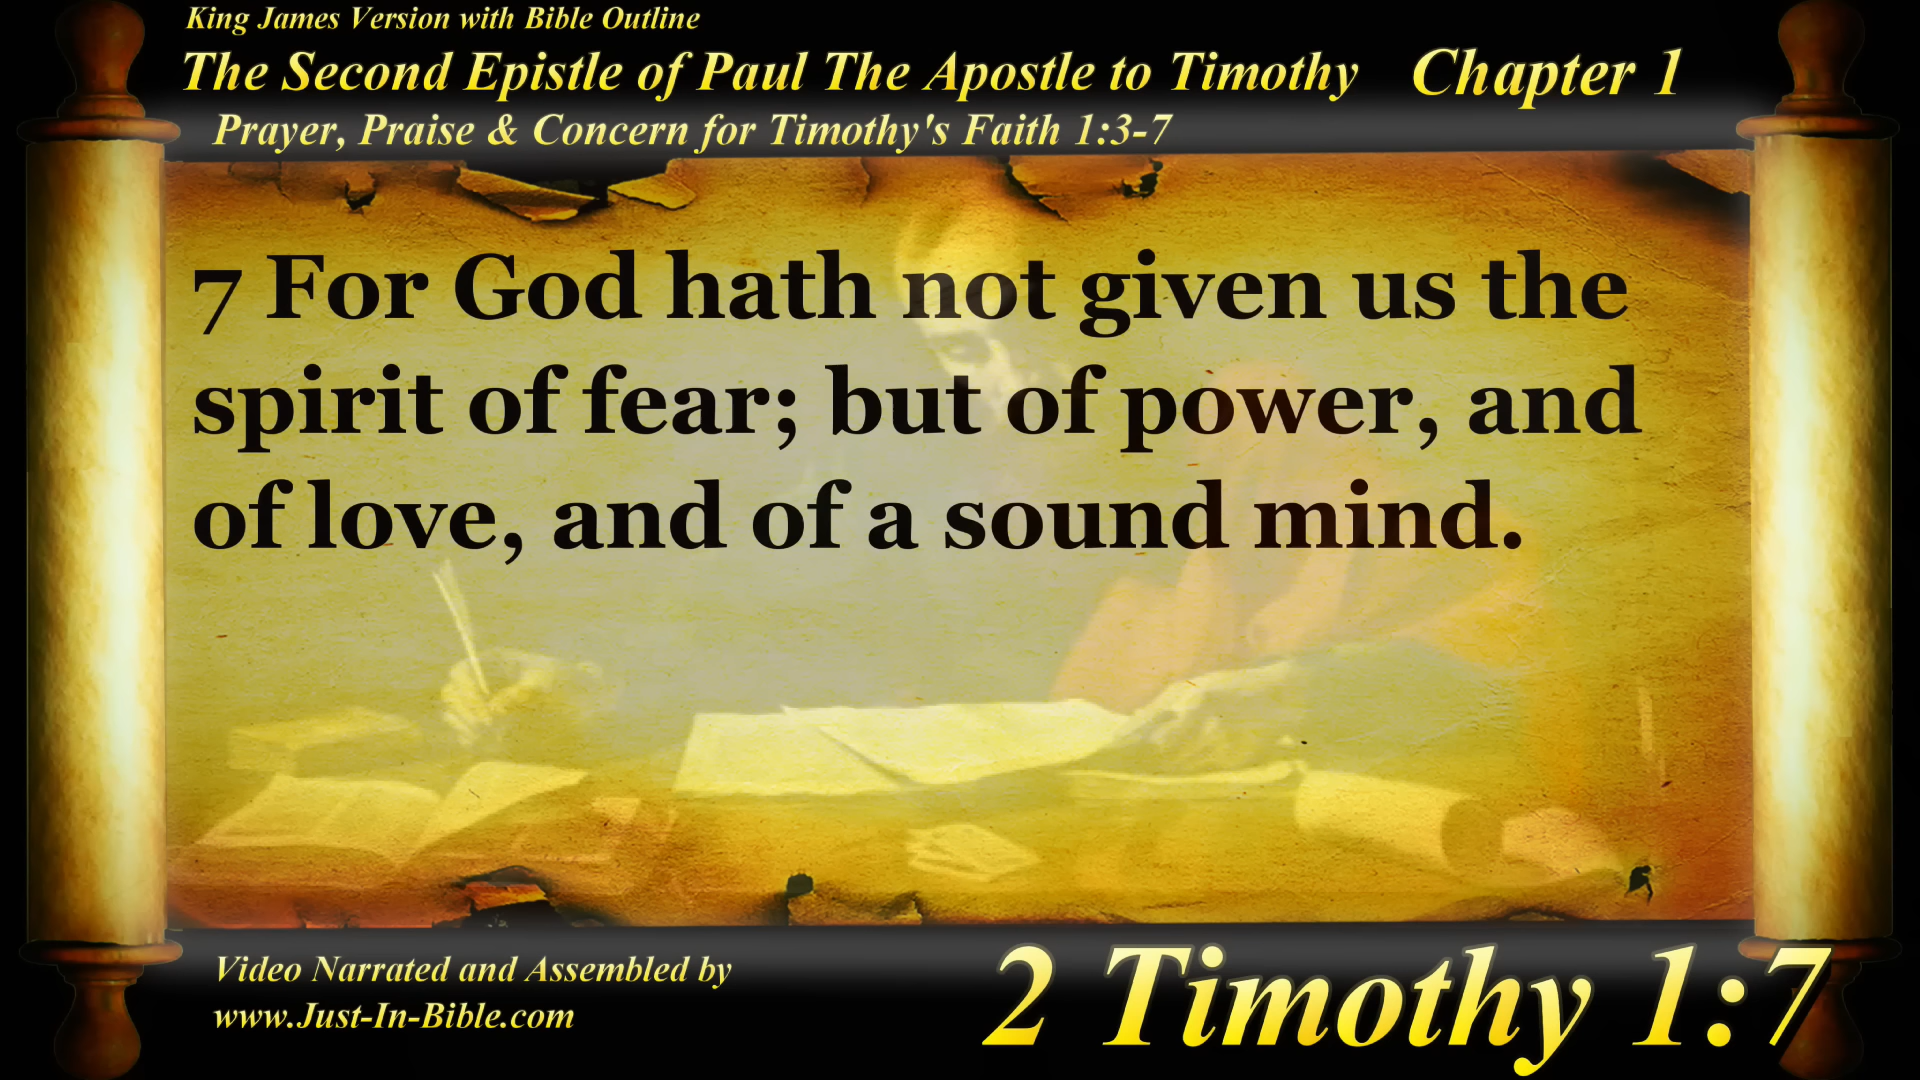 King James Version with Bible Outline
The Second Epistle of Paul The Apostle to Timothy Chapter 1
Prayer, Praise & Concern for Timothy's Faith 1:3-7
7 For God hath not given us the
spirit of fear; but of power, and
of love, and of a sound mind.
Video Narrated and Assembled by
www.Just-In-Bible.com
2 Timothy 1:7